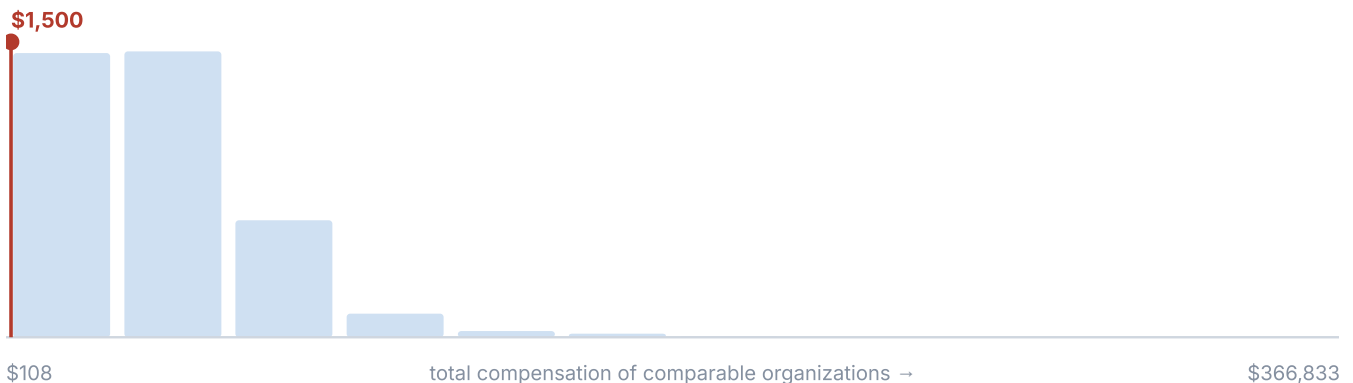 $1,500
$108 total compensation of comparable organizations → $366,833